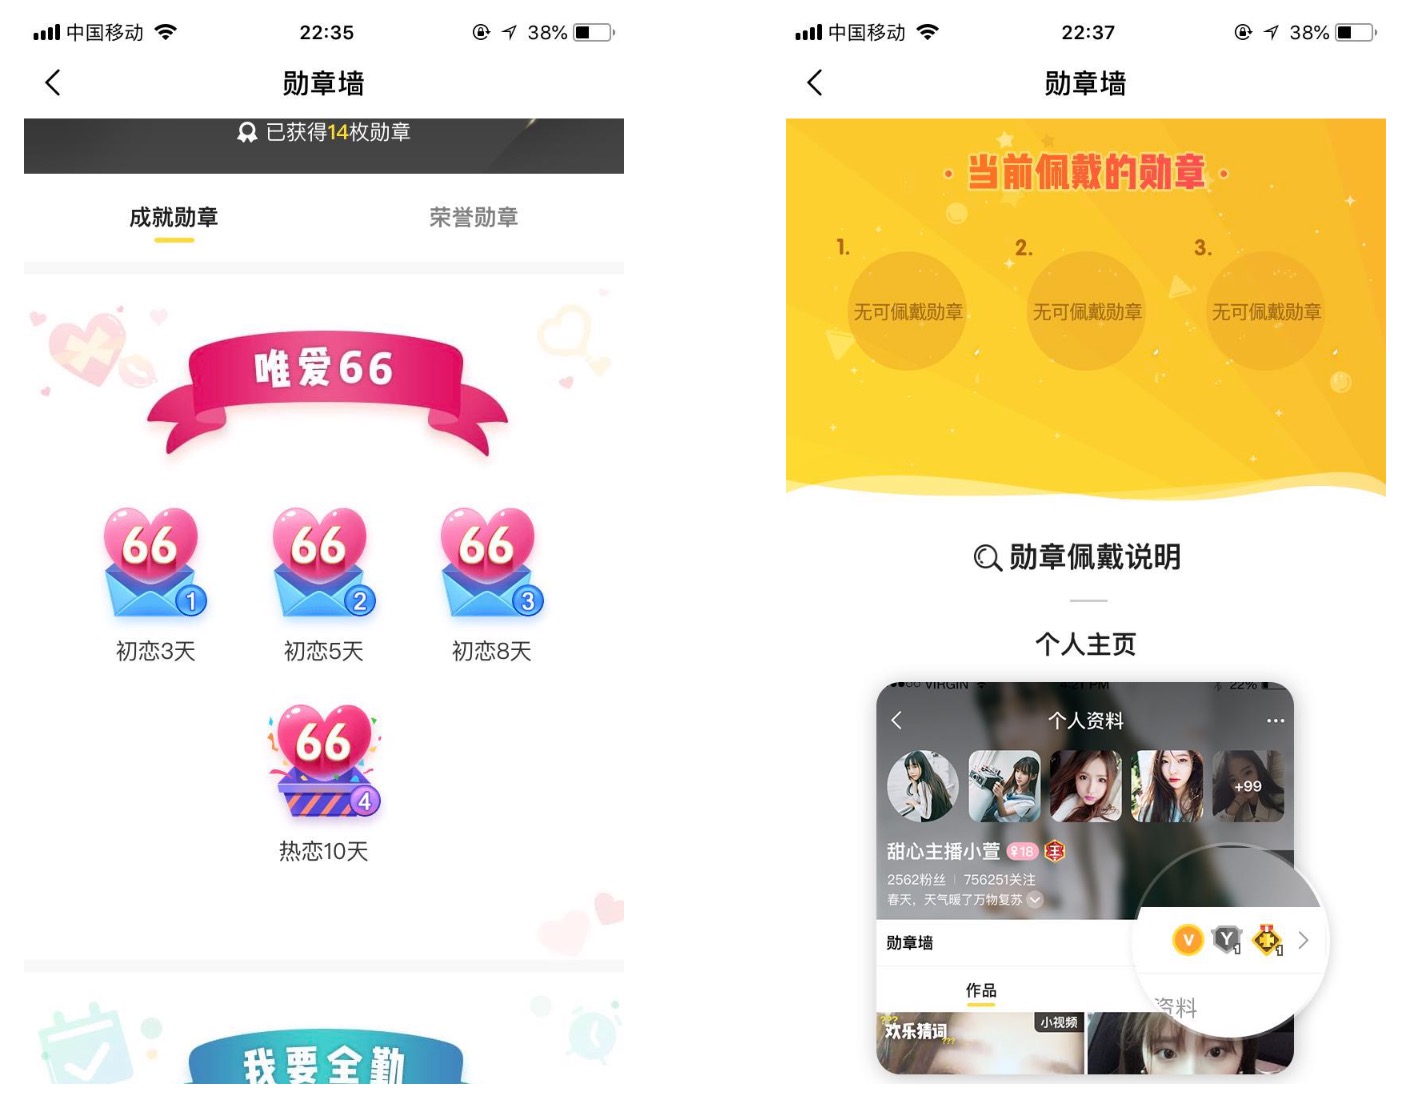 中国移动
22:35
38%
勋章墙
已获得14枚勋章
成就勋章
荣誉勋章
唯爱66
66
1
66
2
66
3
初恋3天
初恋5天
初恋8天
66
4
热恋10天
我要全勤
中国移动
22:37
38%
勋章墙
·当前佩戴的勋章·
1.
2.
3.
无可佩戴勋章
无可佩戴勋章
无可佩戴勋章
勋章佩戴说明
个人主页
VIRGIN
4:21 PM
22%
个人资料
+99
甜心主播小萱
♀18
王
2562粉丝
756251关注
春天，天气暖了万物复苏
勋章墙
V
Y
1
1
作品
资料
???
欢乐猜词
???
小视频